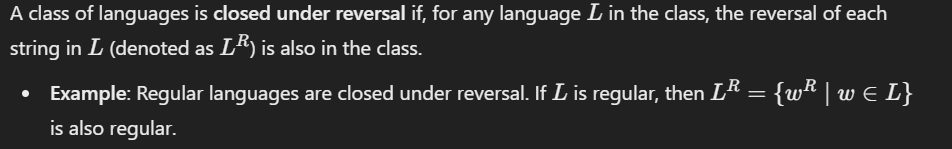 A class of languages is closed under reversal if, for any language L in the class, the reversal of each
string in L (denoted as L^R) is also in the class.
• Example: Regular languages are closed under reversal. If L is regular, then L^R = {w^R | w ∈ L}
is also regular.